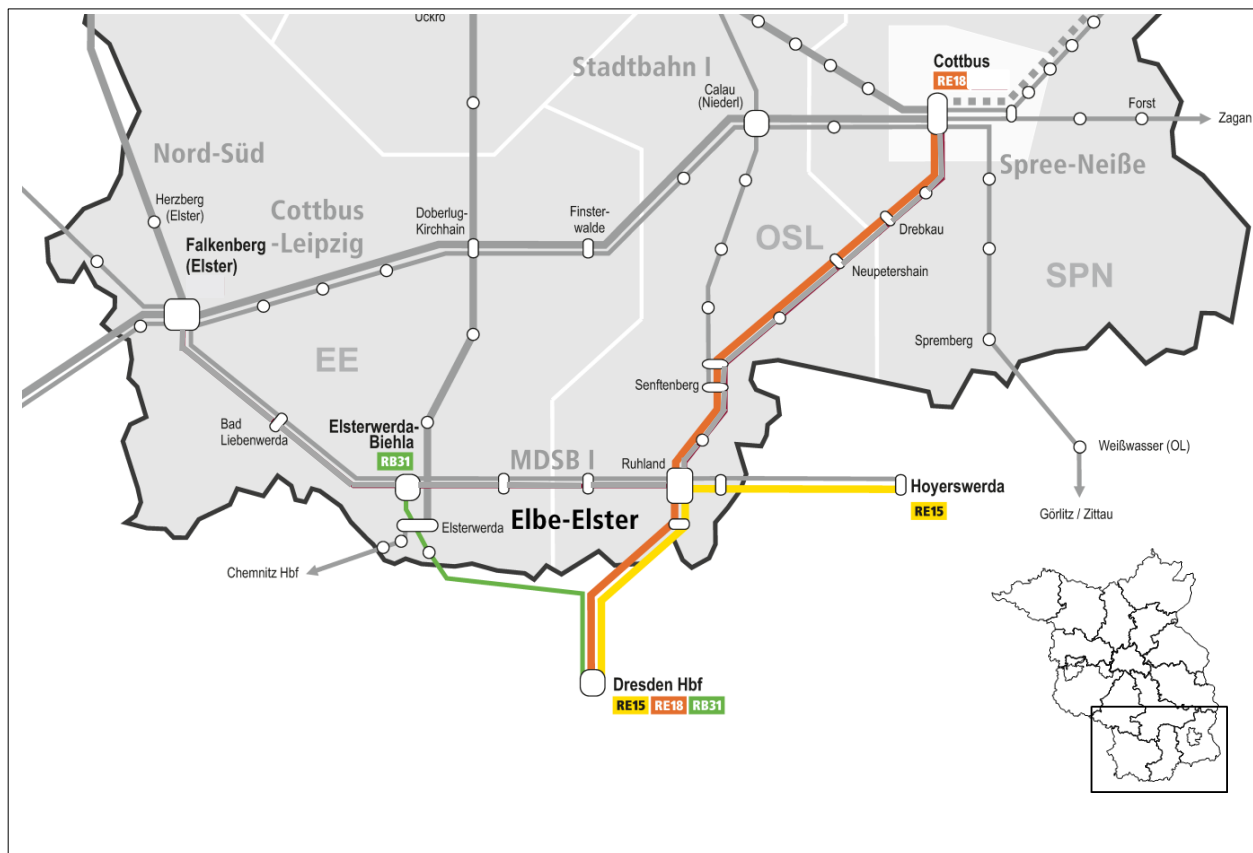 Uckro
Stadtbahn I
Cottbus
RE18
Calau
(Niederl)
Forst
Zagan
Nord-Süd
Spree-Neiße
Herzberg
(Elster)
Cottbus
-Leipzig
Doberlug-
Kirchhain
Finster-
walde
OSL
Drebkau
Falkenberg
(Elster)
Neupetershain
SPN
EE
Spremberg
Senftenberg
Bad
Liebenwerda
Elsterwerda-
Biehla
RB31
MDSB I
Ruhland
Weißwasser (OL)
Hoyerswerda
RE15
Elbe-Elster
Elsterwerda
Görlitz / Zittau
Chemnitz Hbf
Dresden Hbf
RE15 RE18 RB31